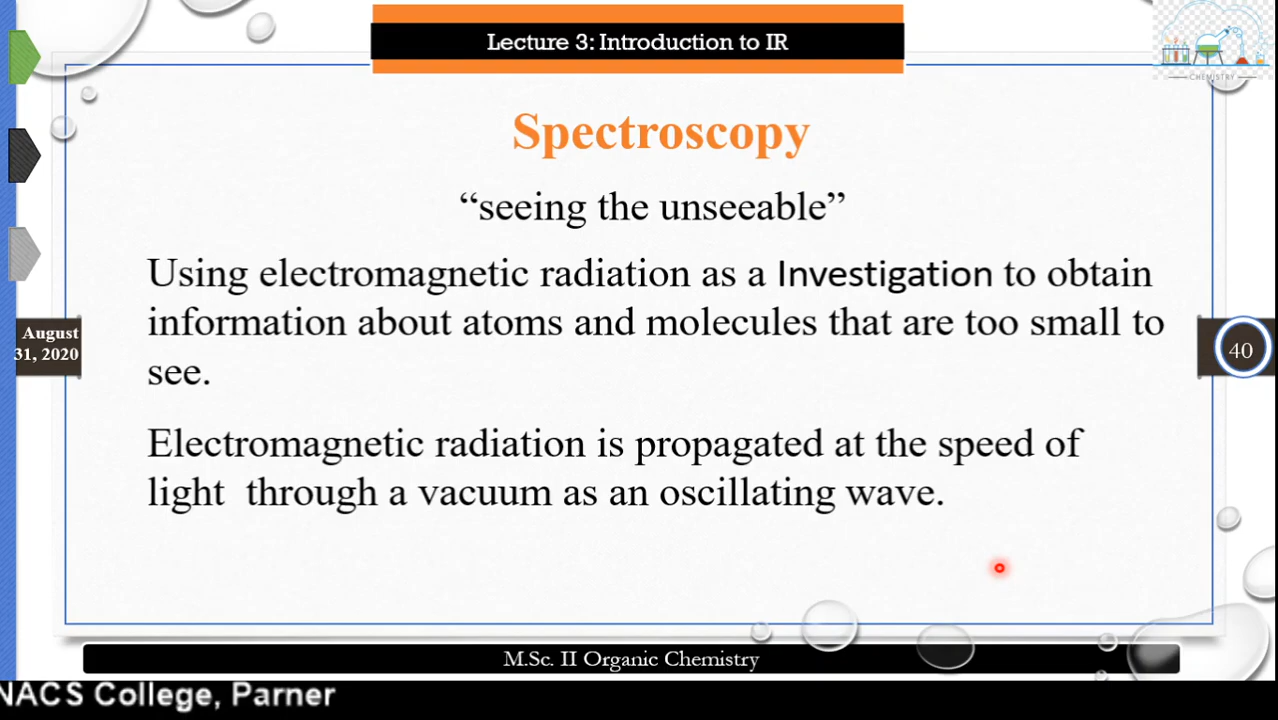 Lecture 3: Introduction to IR
CHEMISTRY
Spectroscopy
“seeing the unseeable”
Using electromagnetic radiation as a Investigation to obtain
information about atoms and molecules that are too small to
see.
August
31, 2020
40
Electromagnetic radiation is propagated at the speed of
light through a vacuum as an oscillating wave.
M.Sc. II Organic Chemistry
NACS College, Parner